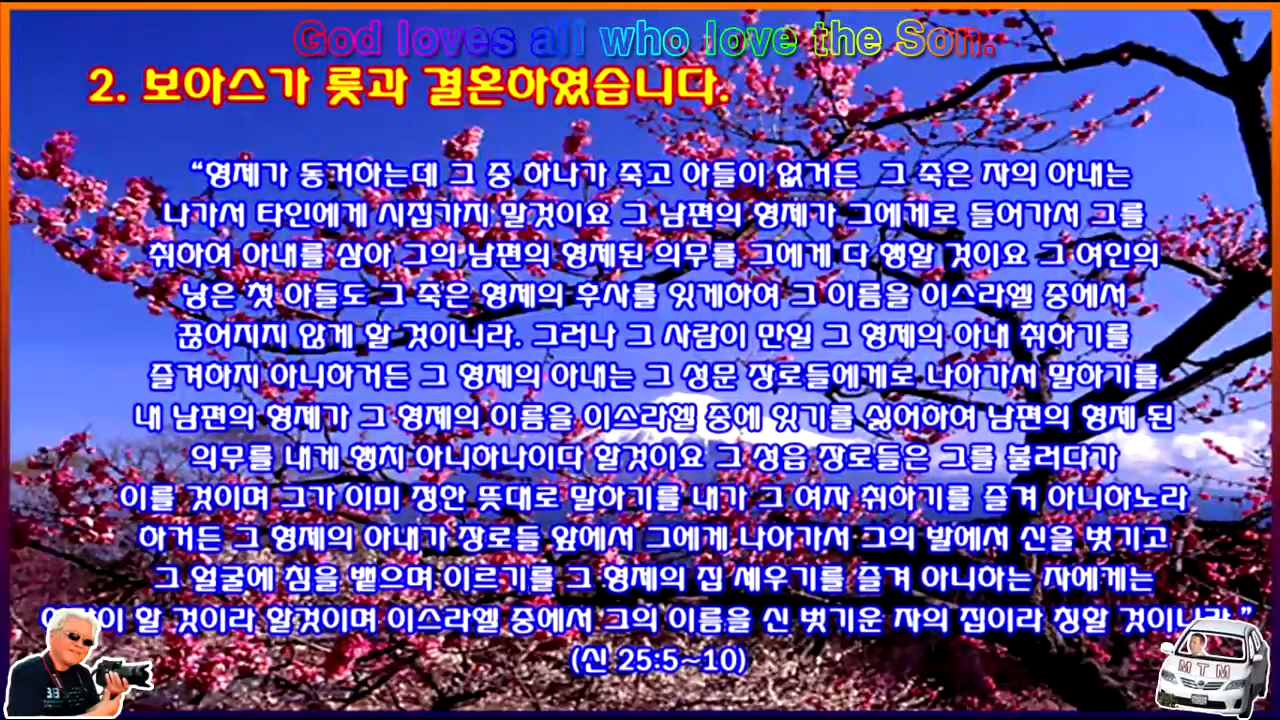 God loves all who love the Son.
2. 보아스가 룻과 결혼하였습니다.
“형제가 동거하는데 그 중 하나가 죽고 아들이 없거든 그 죽은 자의 아내는
나가서 타인에게 시집가지 말것이요 그 남편의 형제가 그에게로 들어가서 그를
취하여 아내를 삼아 그의 남편의 형제된 의무를 그에게 다 행할 것이요 그 여인의
낳은 첫 아들로 그 죽은 형제의 후사를 잇게하여 그 이름을 이스라엘 중에서
끊어지지 않게 할 것이니라. 그러나 그 사람이 만일 그 형제의 아내 취하기를
즐겨하지 아니하거든 그 형제의 아내는 그 성문 장로들에게로 나아가서 말하기를
내 남편의 형제가 그 형제의 이름을 이스라엘 중에 잇기를 싫어하여 남편의 형제 된
의무를 내게 행치 아니하나이다 할것이요 그 성읍 장로들은 그를 불러다가
이를 것이며 그가 이미 정한 뜻대로 말하기를 내가 그 여자 취하기를 즐겨 아니하노라
하거든 그 형제의 아내가 장로들 앞에서 그에게 나아가서 그의 발에서 신을 벗기고
그 얼굴에 침을 뱉으며 이르기를 그 형제의 집 세우기를 즐겨 아니하는 자에게는
할 것이라 할것이며 이스라엘 중에서 그의 이름을 신 벗기운 자의 집이라 칭할 것이니라.”
(신 25:5~10)
MTM